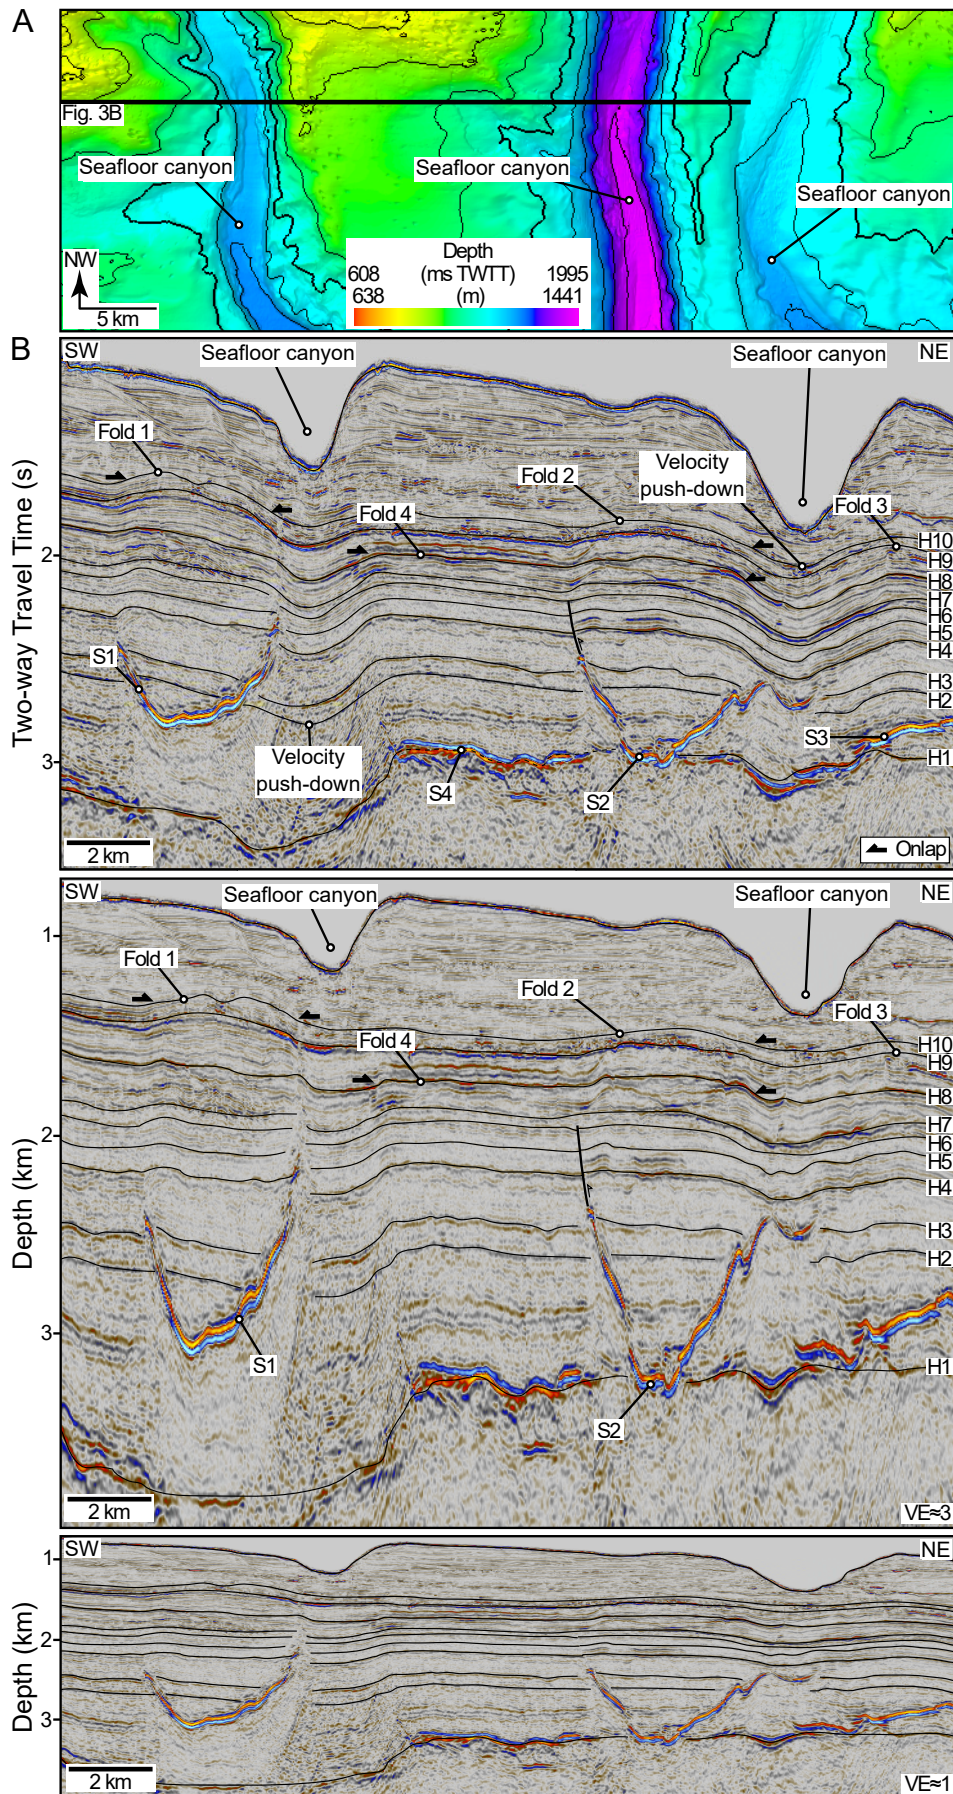 A
Fig. 3B
Seafloor canyon
Seafloor canyon
Seafloor canyon
NW
5 km
Depth
608 (ms TWTT) 1995
638 (m) 1441
B
SW
Seafloor canyon
Seafloor canyon
NE
Fold 1
Fold 2
Velocity
push-down
Fold 3
Fold 4
Two-way Travel Time (s)
2
3
H10
H9
H8
H7
H6
H5
H4
H3
H2
H1
S1
Velocity
push-down
S4
S2
S3
2 km
Onlap
SW
Seafloor canyon
Seafloor canyon
NE
1
Fold 1
Fold 2
Fold 3
Fold 4
H10
H9
H8
H7
H6
H5
H4
H3
H2
H1
2
Depth (km)
3
S1
S2
2 km
VE≈3
SW
NE
1
2
3
Depth (km)
2 km
VE≈1